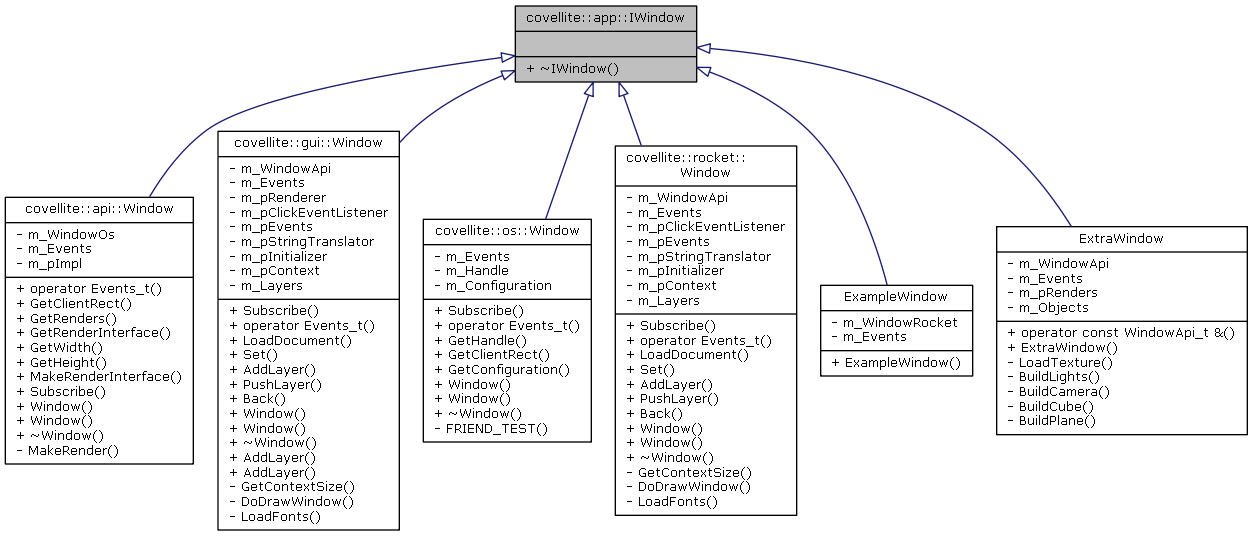 covellite::app::IWindow
+ ~IWindow()
covellite::api::Window
- m_WindowOs
- m_Events
- m_pImpl
+ operator Events_t()
+ GetClientRect()
+ GetRenders()
+ GetRenderInterface()
+ GetWidth()
+ GetHeight()
+ MakeRenderInterface()
+ Subscribe()
+ Window()
+ Window()
+ ~Window()
- MakeRender()
covellite::gui::Window
- m_WindowApi
- m_Events
- m_pRenderer
- m_pClickEventListener
- m_pEvents
- m_pStringTranslator
- m_pInitializer
- m_pContext
- m_Layers
+ Subscribe()
+ operator Events_t()
+ LoadDocument()
+ Set()
+ AddLayer()
+ PushLayer()
+ Back()
+ Window()
+ Window()
+ ~Window()
+ AddLayer()
+ AddLayer()
- GetContextSize()
- DoDrawWindow()
- LoadFonts()
covellite::os::Window
- m_Events
- m_Handle
- m_Configuration
+ Subscribe()
+ operator Events_t()
+ GetHandle()
+ GetClientRect()
+ GetConfiguration()
+ Window()
+ Window()
+ ~Window()
- FRIEND_TEST()
covellite::rocket::
Window
- m_WindowApi
- m_Events
- m_pClickEventListener
- m_pEvents
- m_pStringTranslator
- m_pInitializer
- m_pContext
- m_Layers
+ Subscribe()
+ operator Events_t()
+ LoadDocument()
+ Set()
+ AddLayer()
+ PushLayer()
+ Back()
+ Window()
+ Window()
+ ~Window()
- GetContextSize()
- DoDrawWindow()
- LoadFonts()
ExampleWindow
- m_WindowRocket
- m_Events
+ ExampleWindow()
ExtraWindow
- m_WindowApi
- m_Events
- m_pRenders
- m_Objects
+ operator const WindowApi_t &()
+ ExtraWindow()
- LoadTexture()
- BuildLights()
- BuildCamera()
- BuildCube()
- BuildPlane()